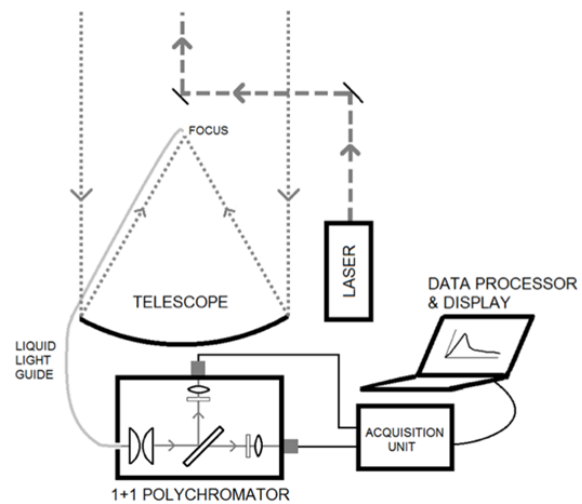 FOCUS
LASER
TELESCOPE
DATA PROCESSOR
& DISPLAY
LIQUID
LIGHT
GUIDE
ACQUISITION
UNIT
1+1 POLYCHROMATOR